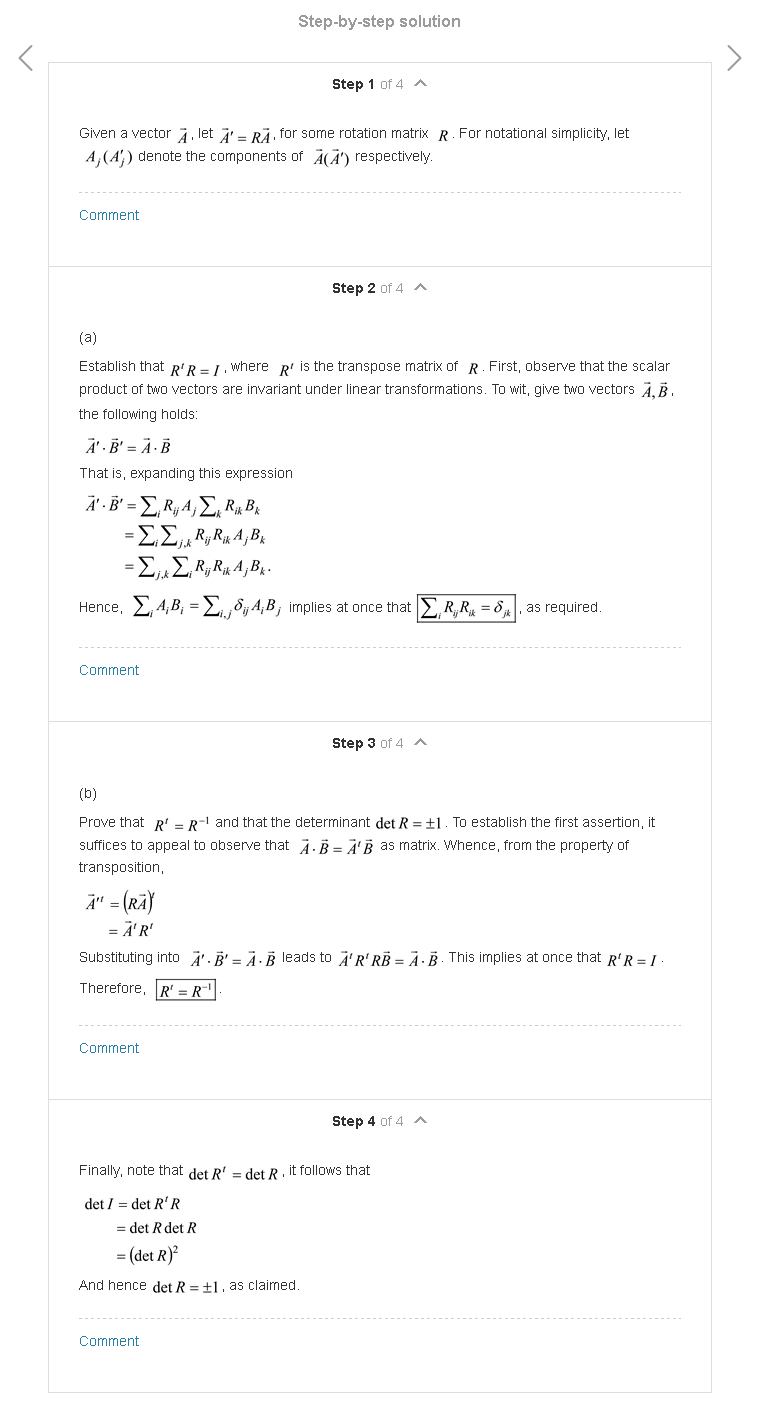 Step-by-step solution
Step 1 of 4
Given a vector $\vec{A}$, let $\vec{A}' = R\vec{A}$, for some rotation matrix $R$. For notational simplicity, let
$A_j(A'_j)$ denote the components of $\vec{A}(\vec{A}')$ respectively.
Comment
Step 2 of 4
(a)
Establish that $R^t R = I$, where $R^t$ is the transpose matrix of $R$. First, observe that the scalar
product of two vectors are invariant under linear transformations. To wit, give two vectors $\vec{A}, \vec{B}$,
the following holds:
$\vec{A}' \cdot \vec{B}' = \vec{A} \cdot \vec{B}$
That is, expanding this expression
$\vec{A}' \cdot \vec{B}' = \sum_i R_{ij} A_j \sum_k R_{ik} B_k$
$= \sum_i \sum_{j,k} R_{ij} R_{ik} A_j B_k$
$= \sum_{j,k} \sum_i R_{ij} R_{ik} A_j B_k.$
Hence, $\sum_i A_i B_i = \sum_{i,j} \delta_{ij} A_i B_j$ implies at once that $\sum_i R_{ij} R_{ik} = \delta_{jk}$, as required.
Comment
Step 3 of 4
(b)
Prove that $R^t = R^{-1}$ and that the determinant $\det R = \pm 1$. To establish the first assertion, it
suffices to appeal to observe that $\vec{A} \cdot \vec{B} = \vec{A}^t \vec{B}$ as matrix. Whence, from the property of
transposition,
$\vec{A}'^t = (R\vec{A})^t$
$= \vec{A}^t R^t$
Substituting into $\vec{A}' \cdot \vec{B}' = \vec{A} \cdot \vec{B}$ leads to $\vec{A}^t R^t R \vec{B} = \vec{A} \cdot \vec{B}$. This implies at once that $R^t R = I$.
Therefore, $R^t = R^{-1}$.
Comment
Step 4 of 4
Finally, note that $\det R^t = \det R$, it follows that
$\det I = \det R^t R$
$= \det R \det R$
$= (\det R)^2$
And hence $\det R = \pm 1$, as claimed.
Comment